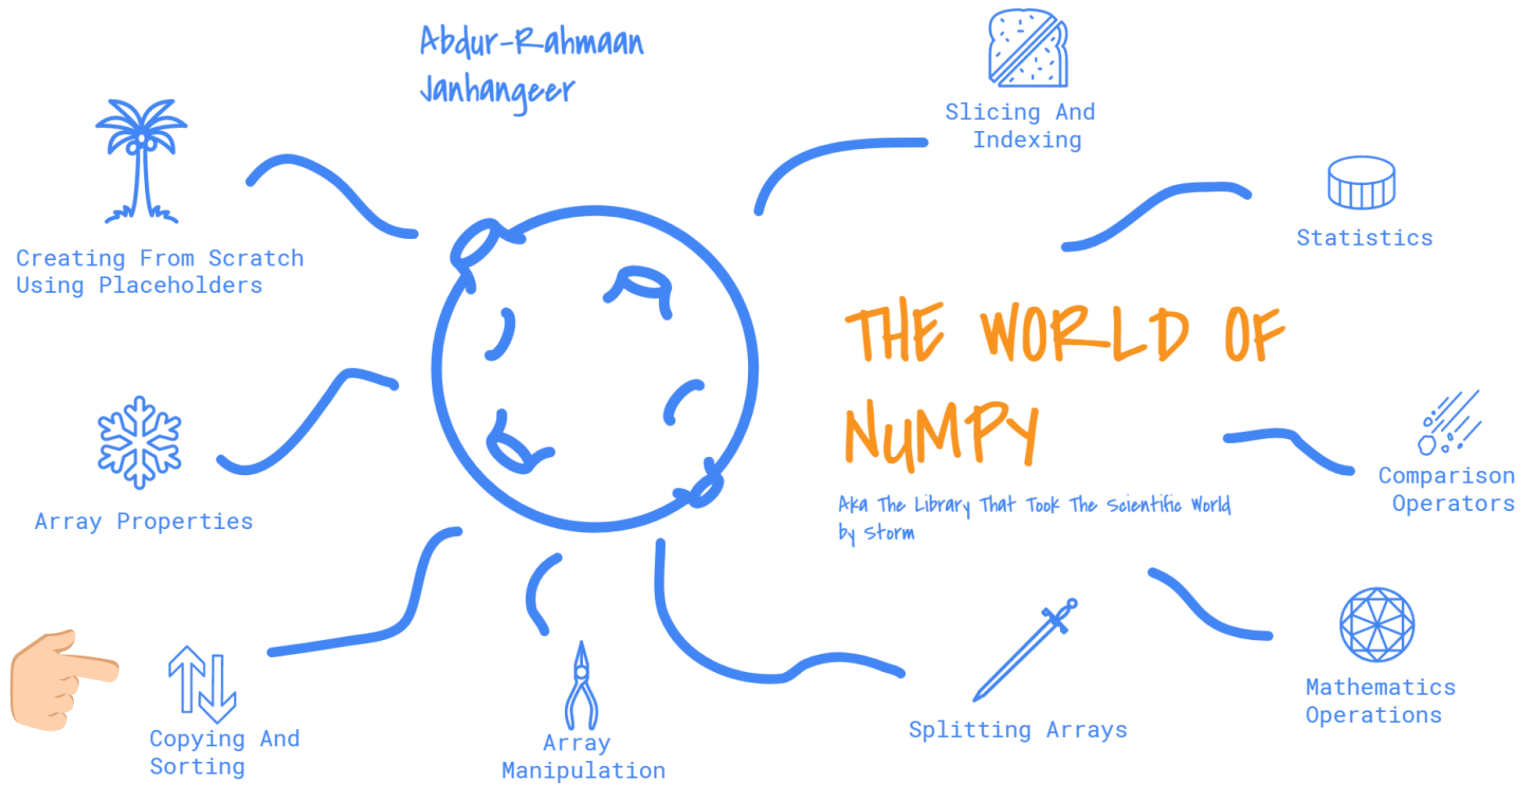 Abdur-Rahmaan
Janhangeer
Slicing And
Indexing
Statistics
Creating From Scratch
Using Placeholders
THE WORLD OF
NuMPY
Aka The Library That Took The Scientific World
by Storm
Comparison
Operators
Array Properties
Mathematics
Operations
Splitting Arrays
Copying And
Sorting
Array
Manipulation